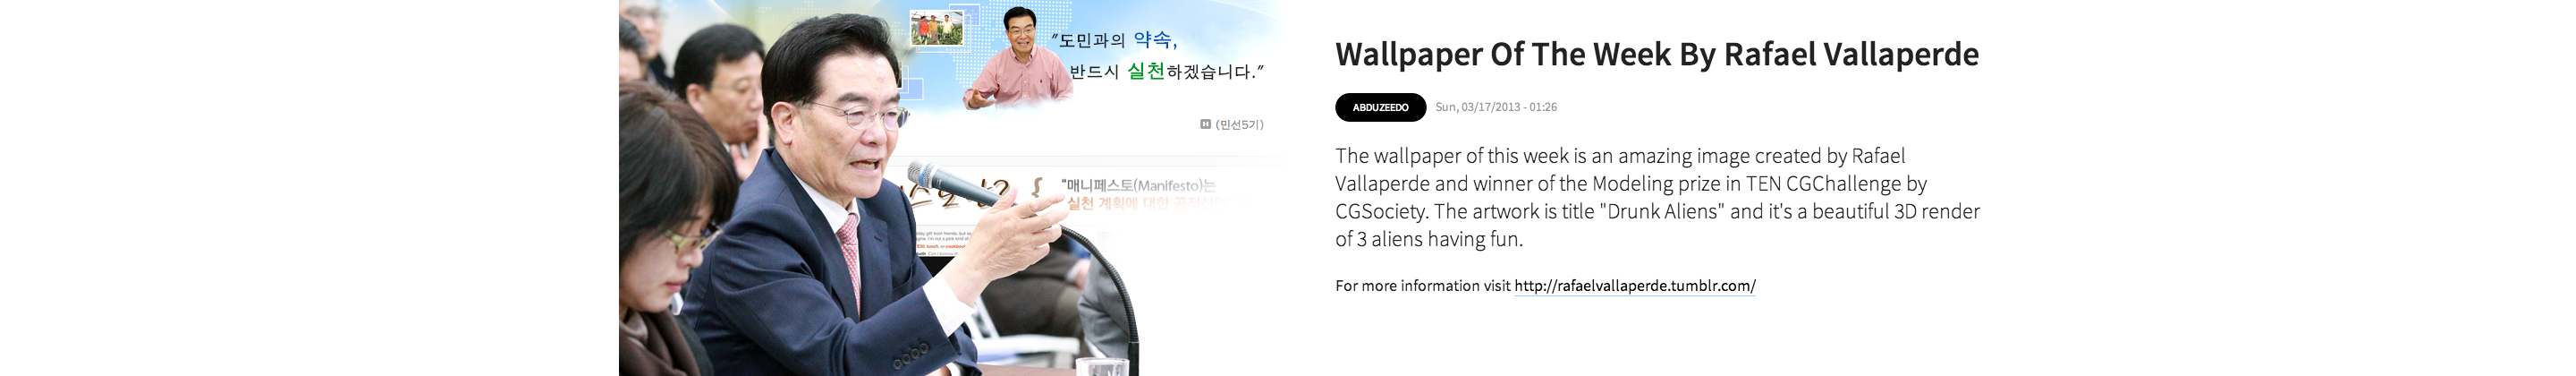 "도민과의 약속,
반드시 실천하겠습니다."
(민선5기)
"매니페스토(Manifesto)는
실천 계획에 대한 공정선언
Wallpaper Of The Week By Rafael Vallaperde
ABDUZEEDO Sun, 03/17/2013 - 01:26
The wallpaper of this week is an amazing image created by Rafael
Vallaperde and winner of the Modeling prize in TEN CGChallenge by
CGSociety. The artwork is title "Drunk Aliens" and it's a beautiful 3D render
of 3 aliens having fun.
For more information visit http://rafaelvallaperde.tumblr.com/